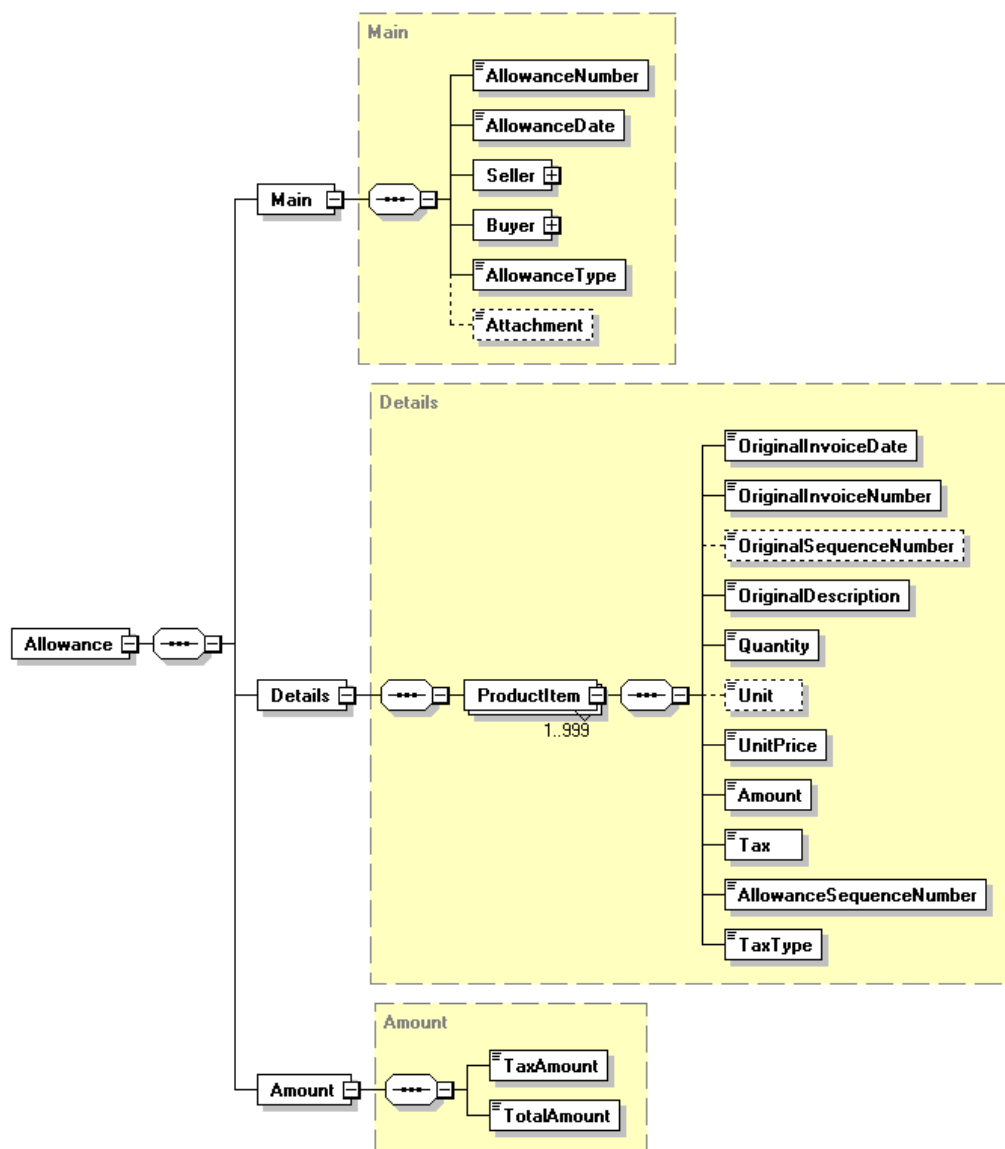 Main
AllowanceNumber
AllowanceDate
Seller
Buyer
AllowanceType
Attachment
Main
Details
OriginalInvoiceDate
OriginalInvoiceNumber
OriginalSequenceNumber
OriginalDescription
Quantity
Unit
UnitPrice
Amount
Tax
AllowanceSequenceNumber
TaxType
Allowance
Details
ProductItem
1..999
Amount
TaxAmount
TotalAmount
Amount